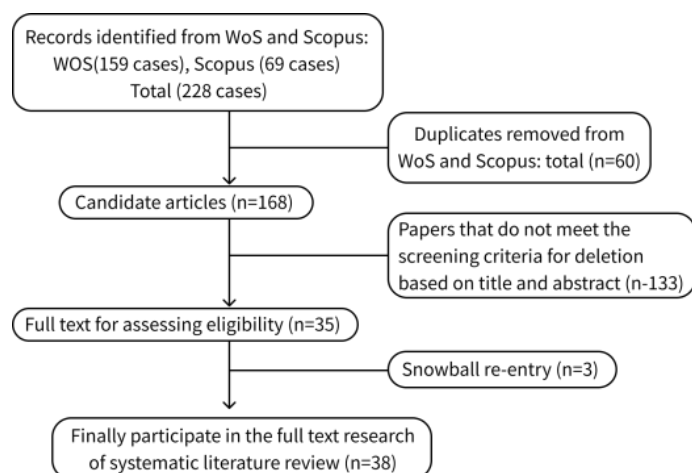 Records identified from WoS and Scopus:
WOS(159 cases), Scopus (69 cases)
Total (228 cases)
Duplicates removed from
WoS and Scopus: total (n=60)
Candidate articles (n=168)
Papers that do not meet the
screening criteria for deletion
based on title and abstract (n-133)
Full text for assessing eligibility (n=35)
Snowball re-entry (n=3)
Finally participate in the full text research
of systematic literature review (n=38)